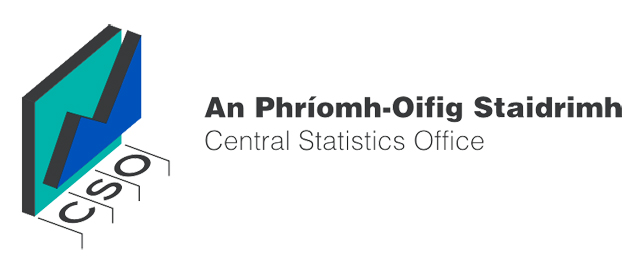 An Phríomh-Oifig Staidrimh
Central Statistics Office
CSO